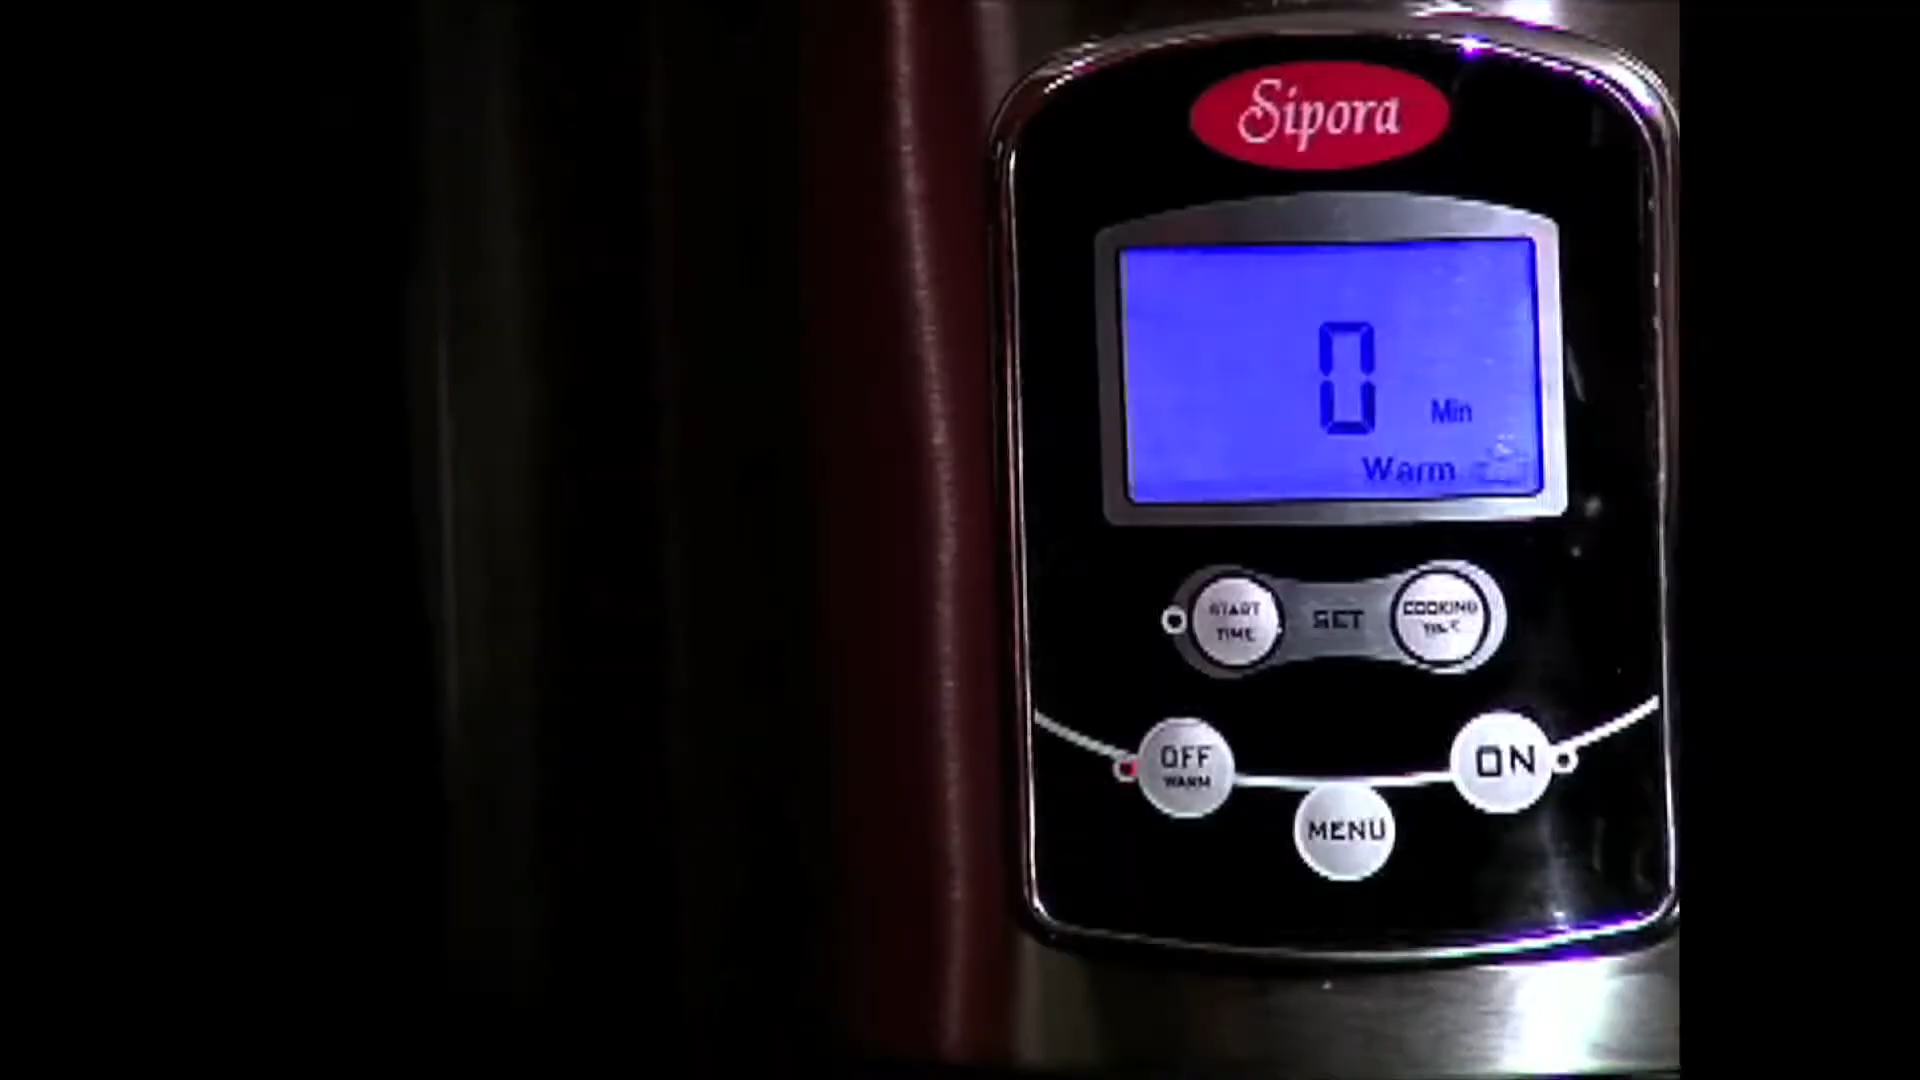 Sipora
0 Min
Warm
START TIME
SET
COOKING TIME
OFF WARM
ON
MENU